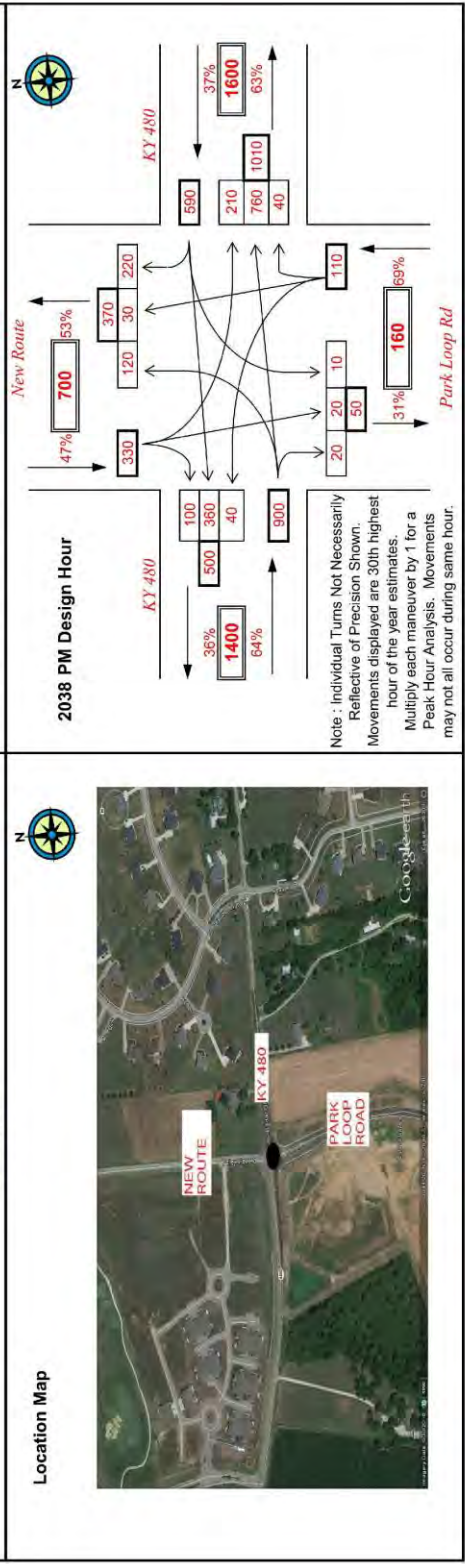 Location Map
N
NEW
ROUTE
KY 480
PARK
LOOP
ROAD
Google earth
2038 PM Design Hour
N
New Route
47%
700
53%
330
370
120
30
220
KY 480
36%
1400
64%
500
100
360
40
900
KY 480
37%
1600
63%
590
210
760
40
1010
20
20
10
50
110
31%
160
69%
Park Loop Rd
Note : Individual Turns Not Necessarily
Reflective of Precision Shown.
Movements displayed are 30th highest
hour of the year estimates.
Multiply each maneuver by 1 for a
Peak Hour Analysis. Movements
may not all occur during same hour.